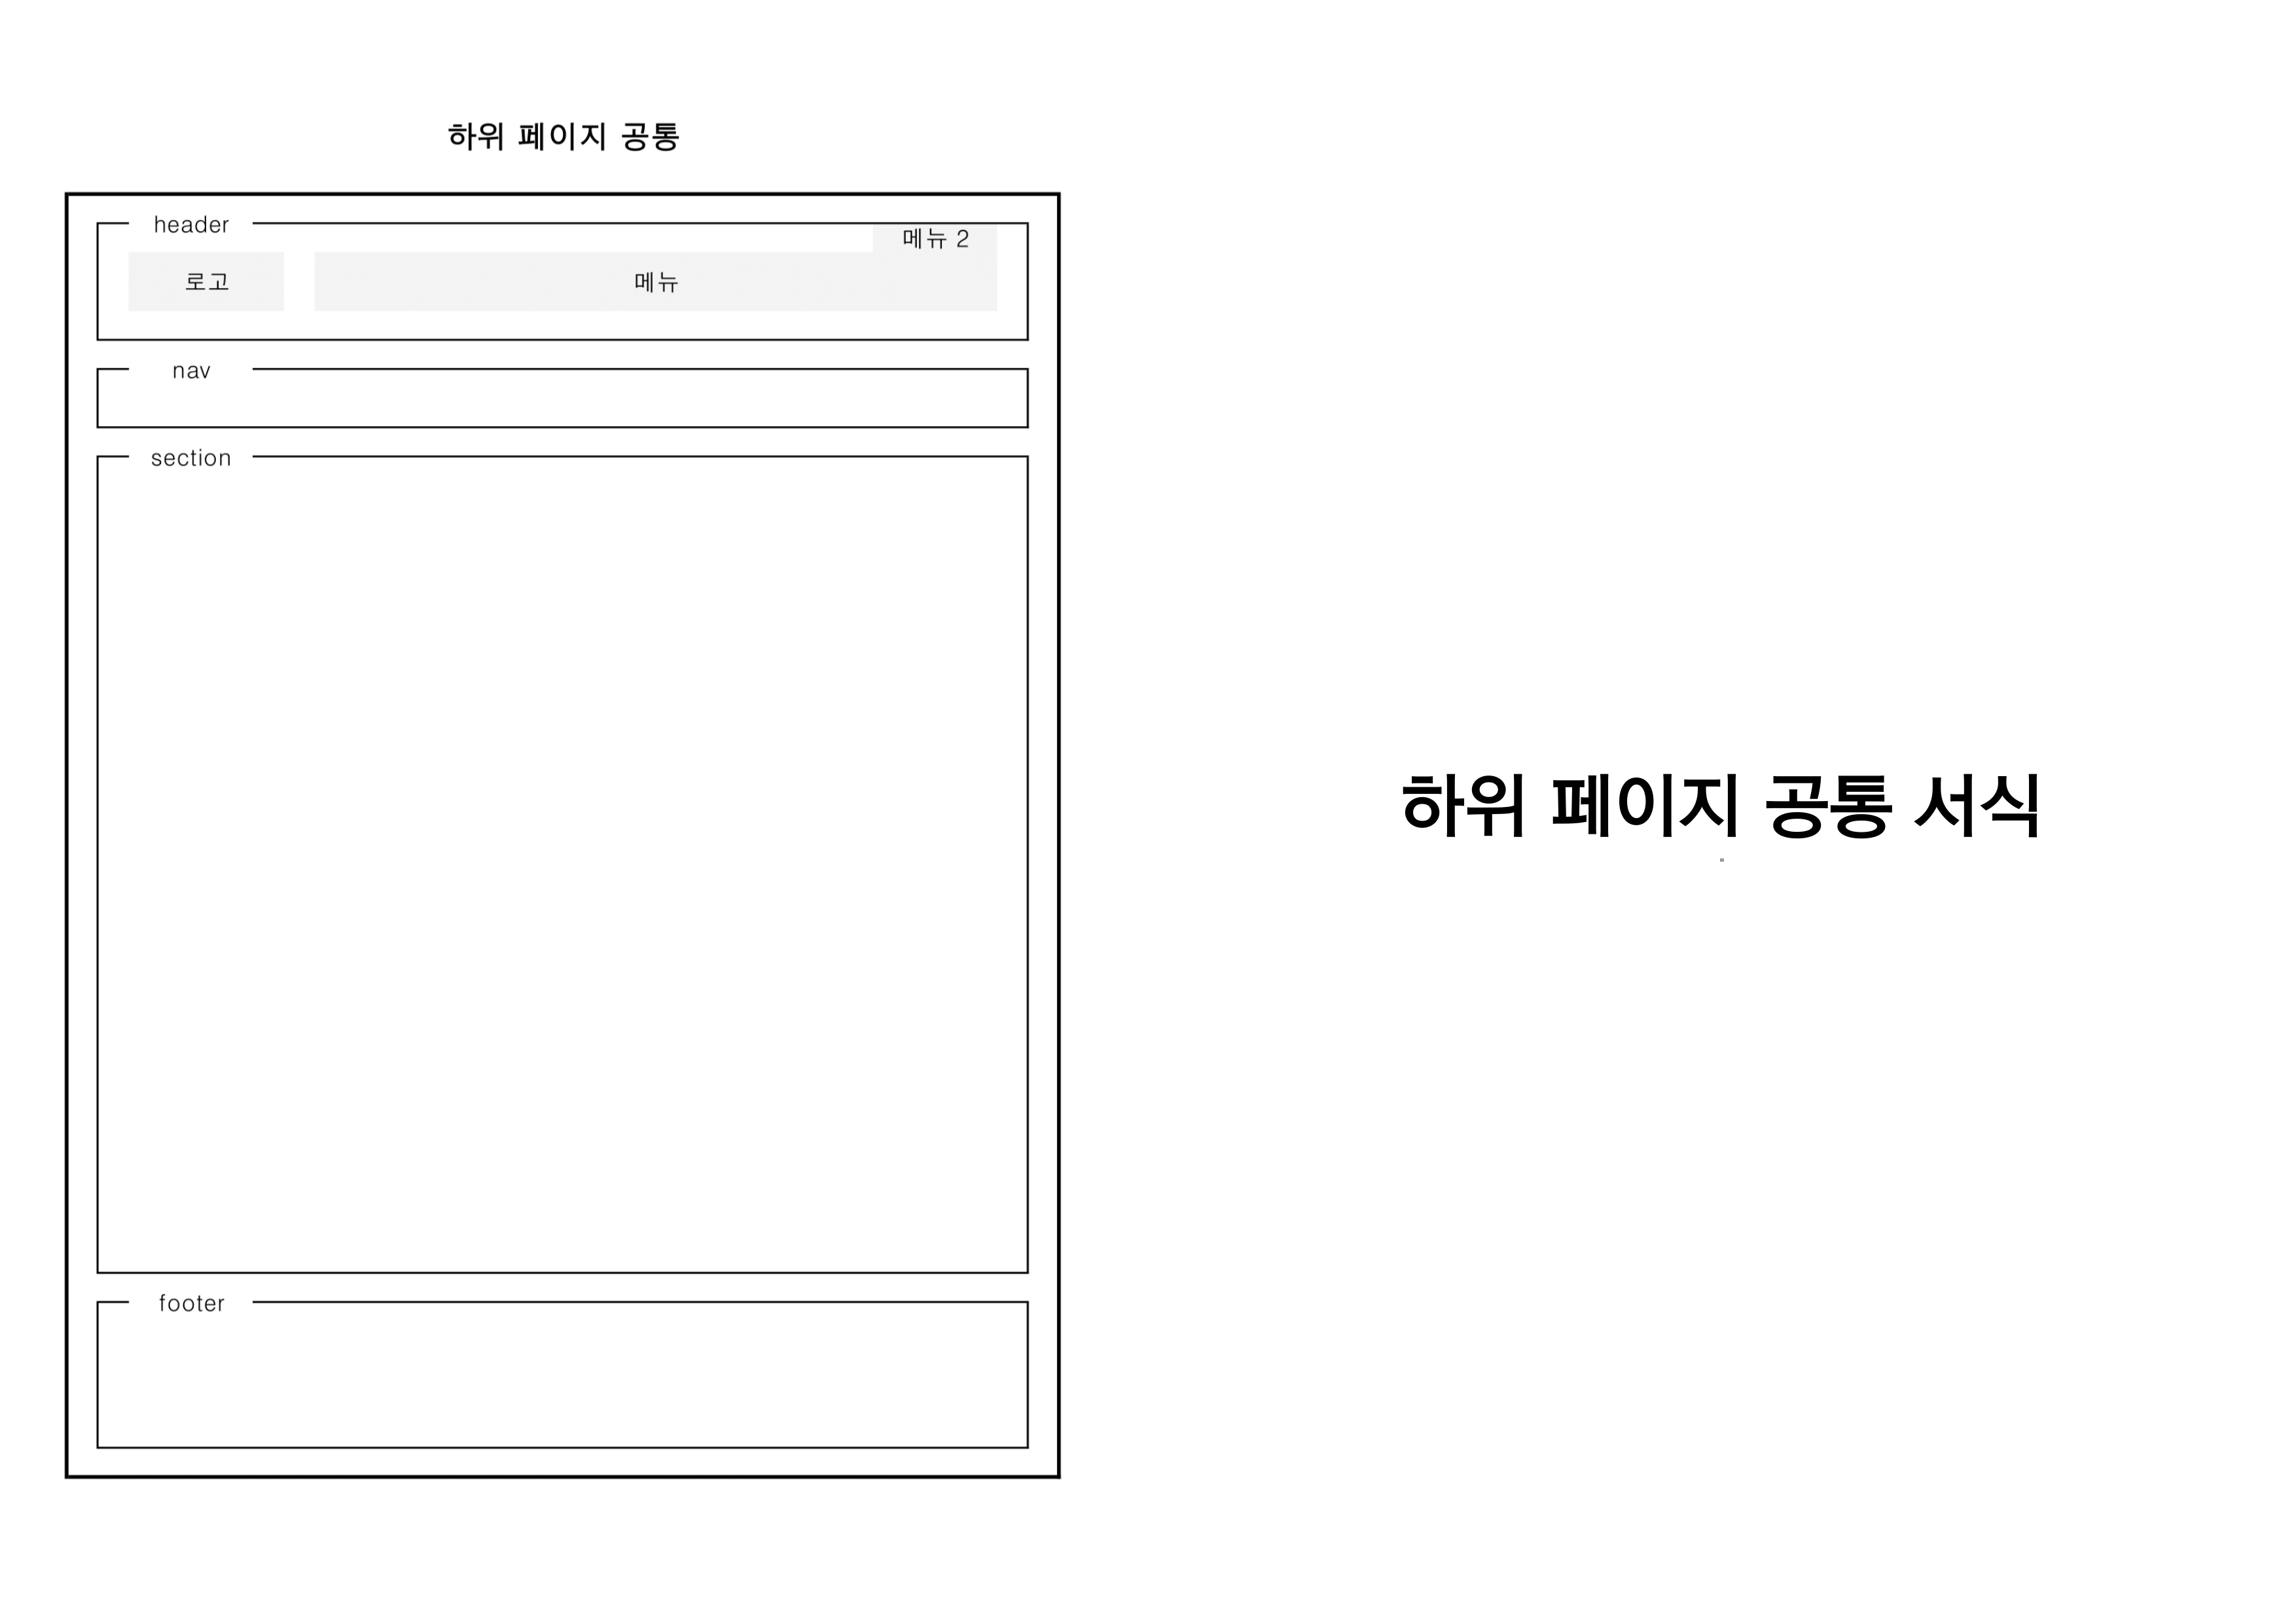 하위 페이지 공통
header
메뉴 2
로고
메뉴
nav
section
footer
하위 페이지 공통 서식